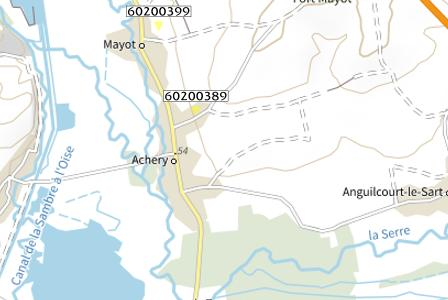 60200399
Fort Mayot
Mayot
60200389
54
Achery
Anguilcourt-le-Sart
la Serre
Canal de la Sambre à l'Oise